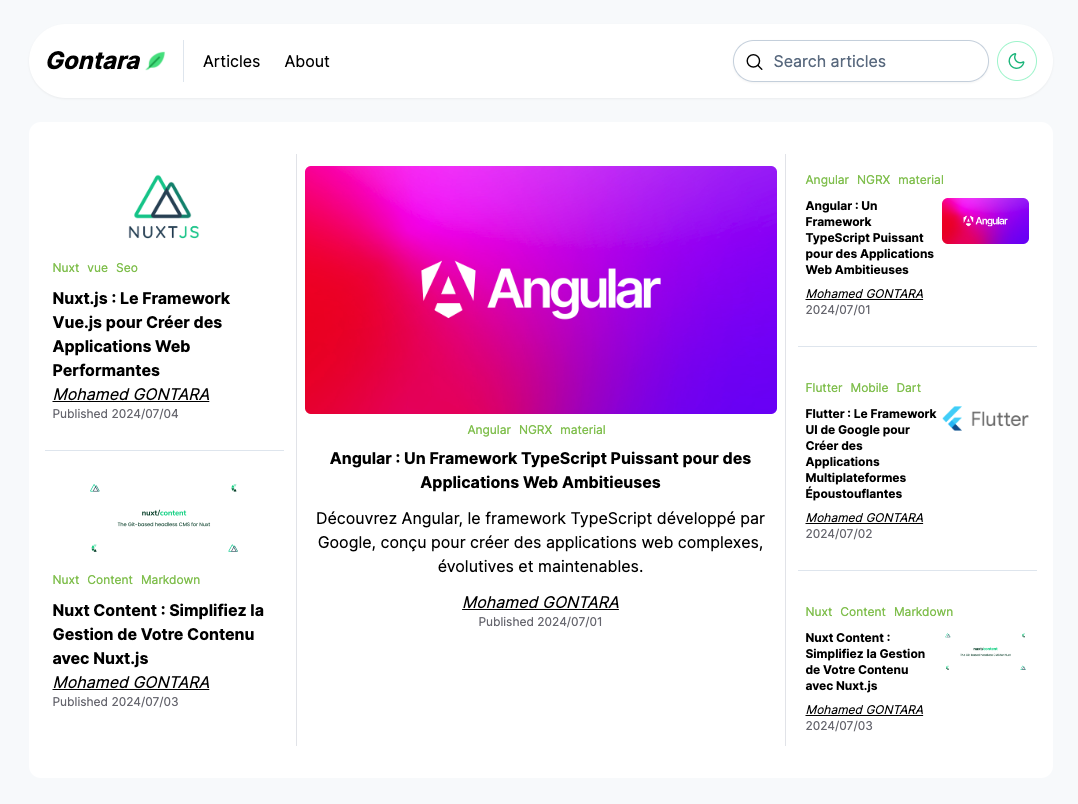 Gontara
Articles
About
Search articles
NUXTJS
Nuxt vue Seo
Nuxt.js : Le Framework
Vue.js pour Créer des
Applications Web
Performantes
Mohamed GONTARA
Published 2024/07/04
nuxt/content
The Git-based headless CMS for Nuxt
Nuxt Content Markdown
Nuxt Content : Simplifiez la
Gestion de Votre Contenu
avec Nuxt.js
Mohamed GONTARA
Published 2024/07/03
Angular
Angular NGRX material
Angular : Un Framework TypeScript Puissant pour des
Applications Web Ambitieuses
Découvrez Angular, le framework TypeScript développé par
Google, conçu pour créer des applications web complexes,
évolutives et maintenables.
Mohamed GONTARA
Published 2024/07/01
Angular NGRX material
Angular : Un
Framework
TypeScript Puissant
pour des Applications
Web Ambitieuses
Angular
Mohamed GONTARA
2024/07/01
Flutter Mobile Dart
Flutter : Le Framework
UI de Google pour
Créer des
Applications
Multiplateformes
Époustouflantes
Flutter
Mohamed GONTARA
2024/07/02
Nuxt Content Markdown
Nuxt Content :
Simplifiez la Gestion
de Votre Contenu
avec Nuxt.js
nuxt/content
Mohamed GONTARA
2024/07/03